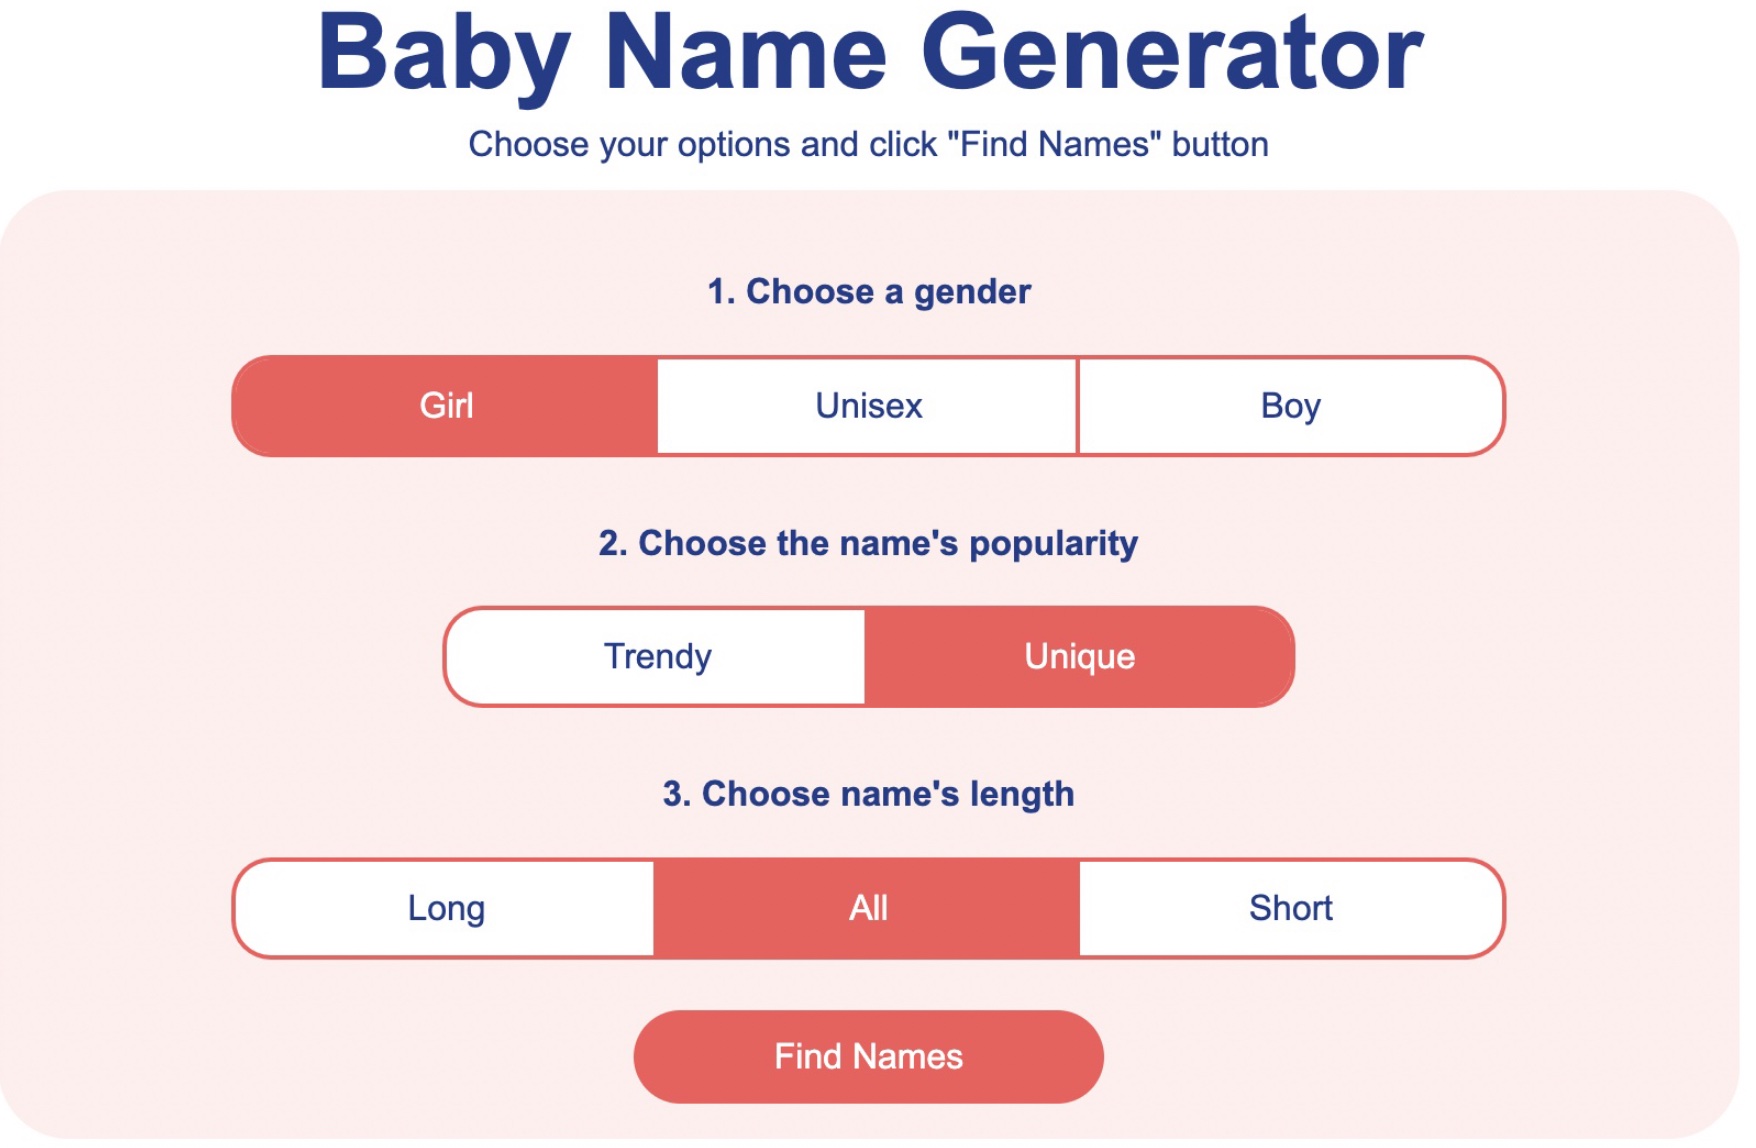 Baby Name Generator
Choose your options and click "Find Names" button
1. Choose a gender
Girl Unisex Boy
2. Choose the name's popularity
Trendy Unique
3. Choose name's length
Long All Short
Find Names